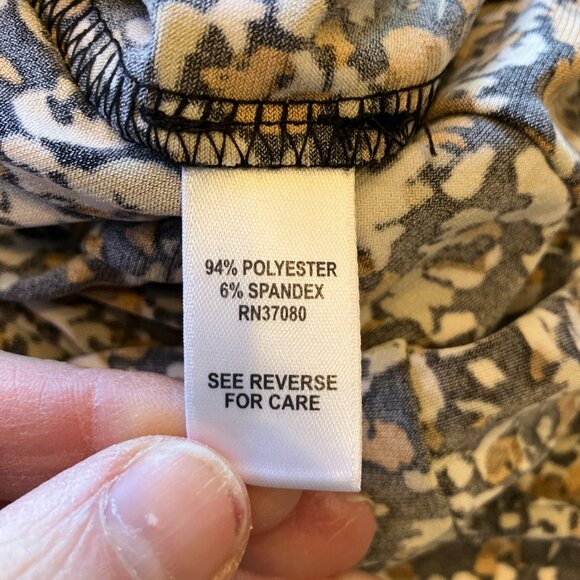 94% POLYESTER
6% SPANDEX
RN37080
SEE REVERSE
FOR CARE